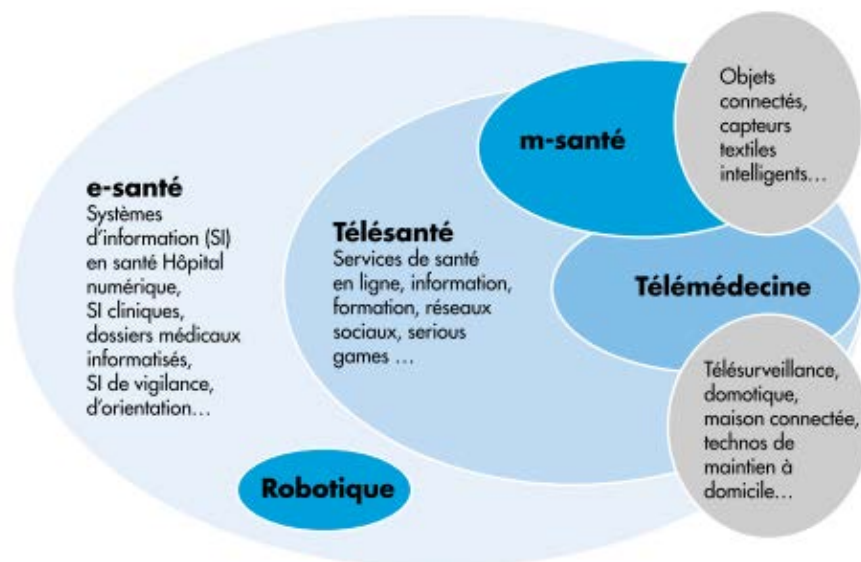 e-santé
Systèmes
d'information (SI)
en santé Hôpital
numérique,
SI cliniques,
dossiers médicaux
informatisés,
SI de vigilance,
d'orientation...
Télésanté
Services de santé
en ligne, information,
formation, réseaux
sociaux, serious
games ...
m-santé
Objets
connectés,
capteurs
textiles
intelligents...
Télémédecine
Télésurveillance,
domotique,
maison connectée,
technos de
maintien à
domicile...
Robotique